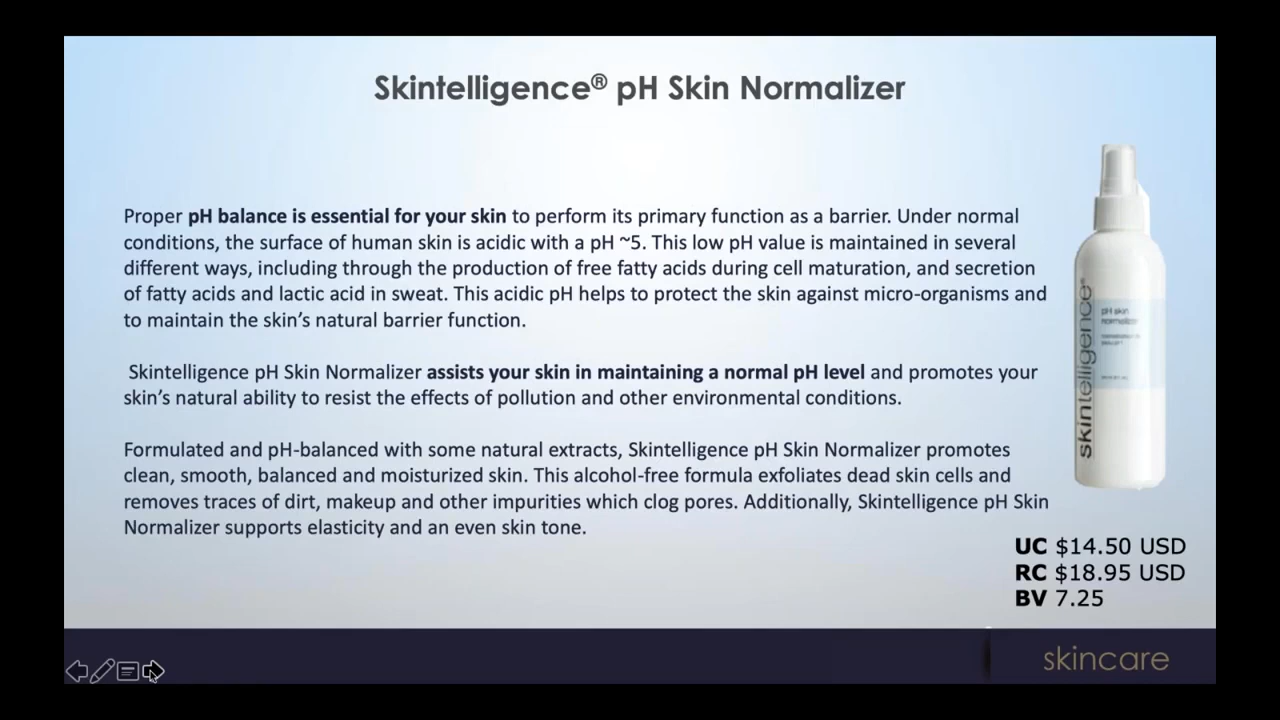 Skintelligence® pH Skin Normalizer
Proper pH balance is essential for your skin to perform its primary function as a barrier. Under normal
conditions, the surface of human skin is acidic with a pH ~5. This low pH value is maintained in several
different ways, including through the production of free fatty acids during cell maturation, and secretion
of fatty acids and lactic acid in sweat. This acidic pH helps to protect the skin against micro-organisms and
to maintain the skin's natural barrier function.
Skintelligence pH Skin Normalizer assists your skin in maintaining a normal pH level and promotes your
skin's natural ability to resist the effects of pollution and other environmental conditions.
Formulated and pH-balanced with some natural extracts, Skintelligence pH Skin Normalizer promotes
clean, smooth, balanced and moisturized skin. This alcohol-free formula exfoliates dead skin cells and
removes traces of dirt, makeup and other impurities which clog pores. Additionally, Skintelligence pH Skin
Normalizer supports elasticity and an even skin tone.
skintelligence®
pH skin
normalizer
UC $14.50 USD
RC $18.95 USD
BV 7.25
skincare